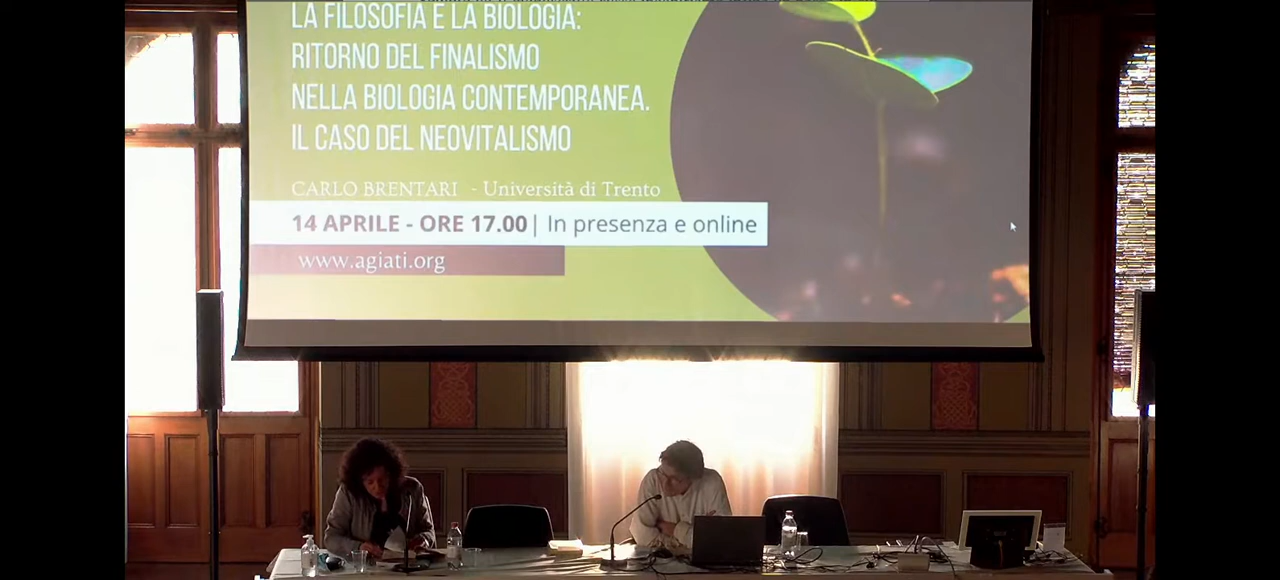 LA FILOSOFIA E LA BIOLOGIA:
RITORNO DEL FINALISMO
NELLA BIOLOGIA CONTEMPORANEA.
IL CASO DEL NEOVITALISMO
CARLO BRENTARI - Università di Trento
14 APRILE - ORE 17.00| In presenza e online
www.agiati.org